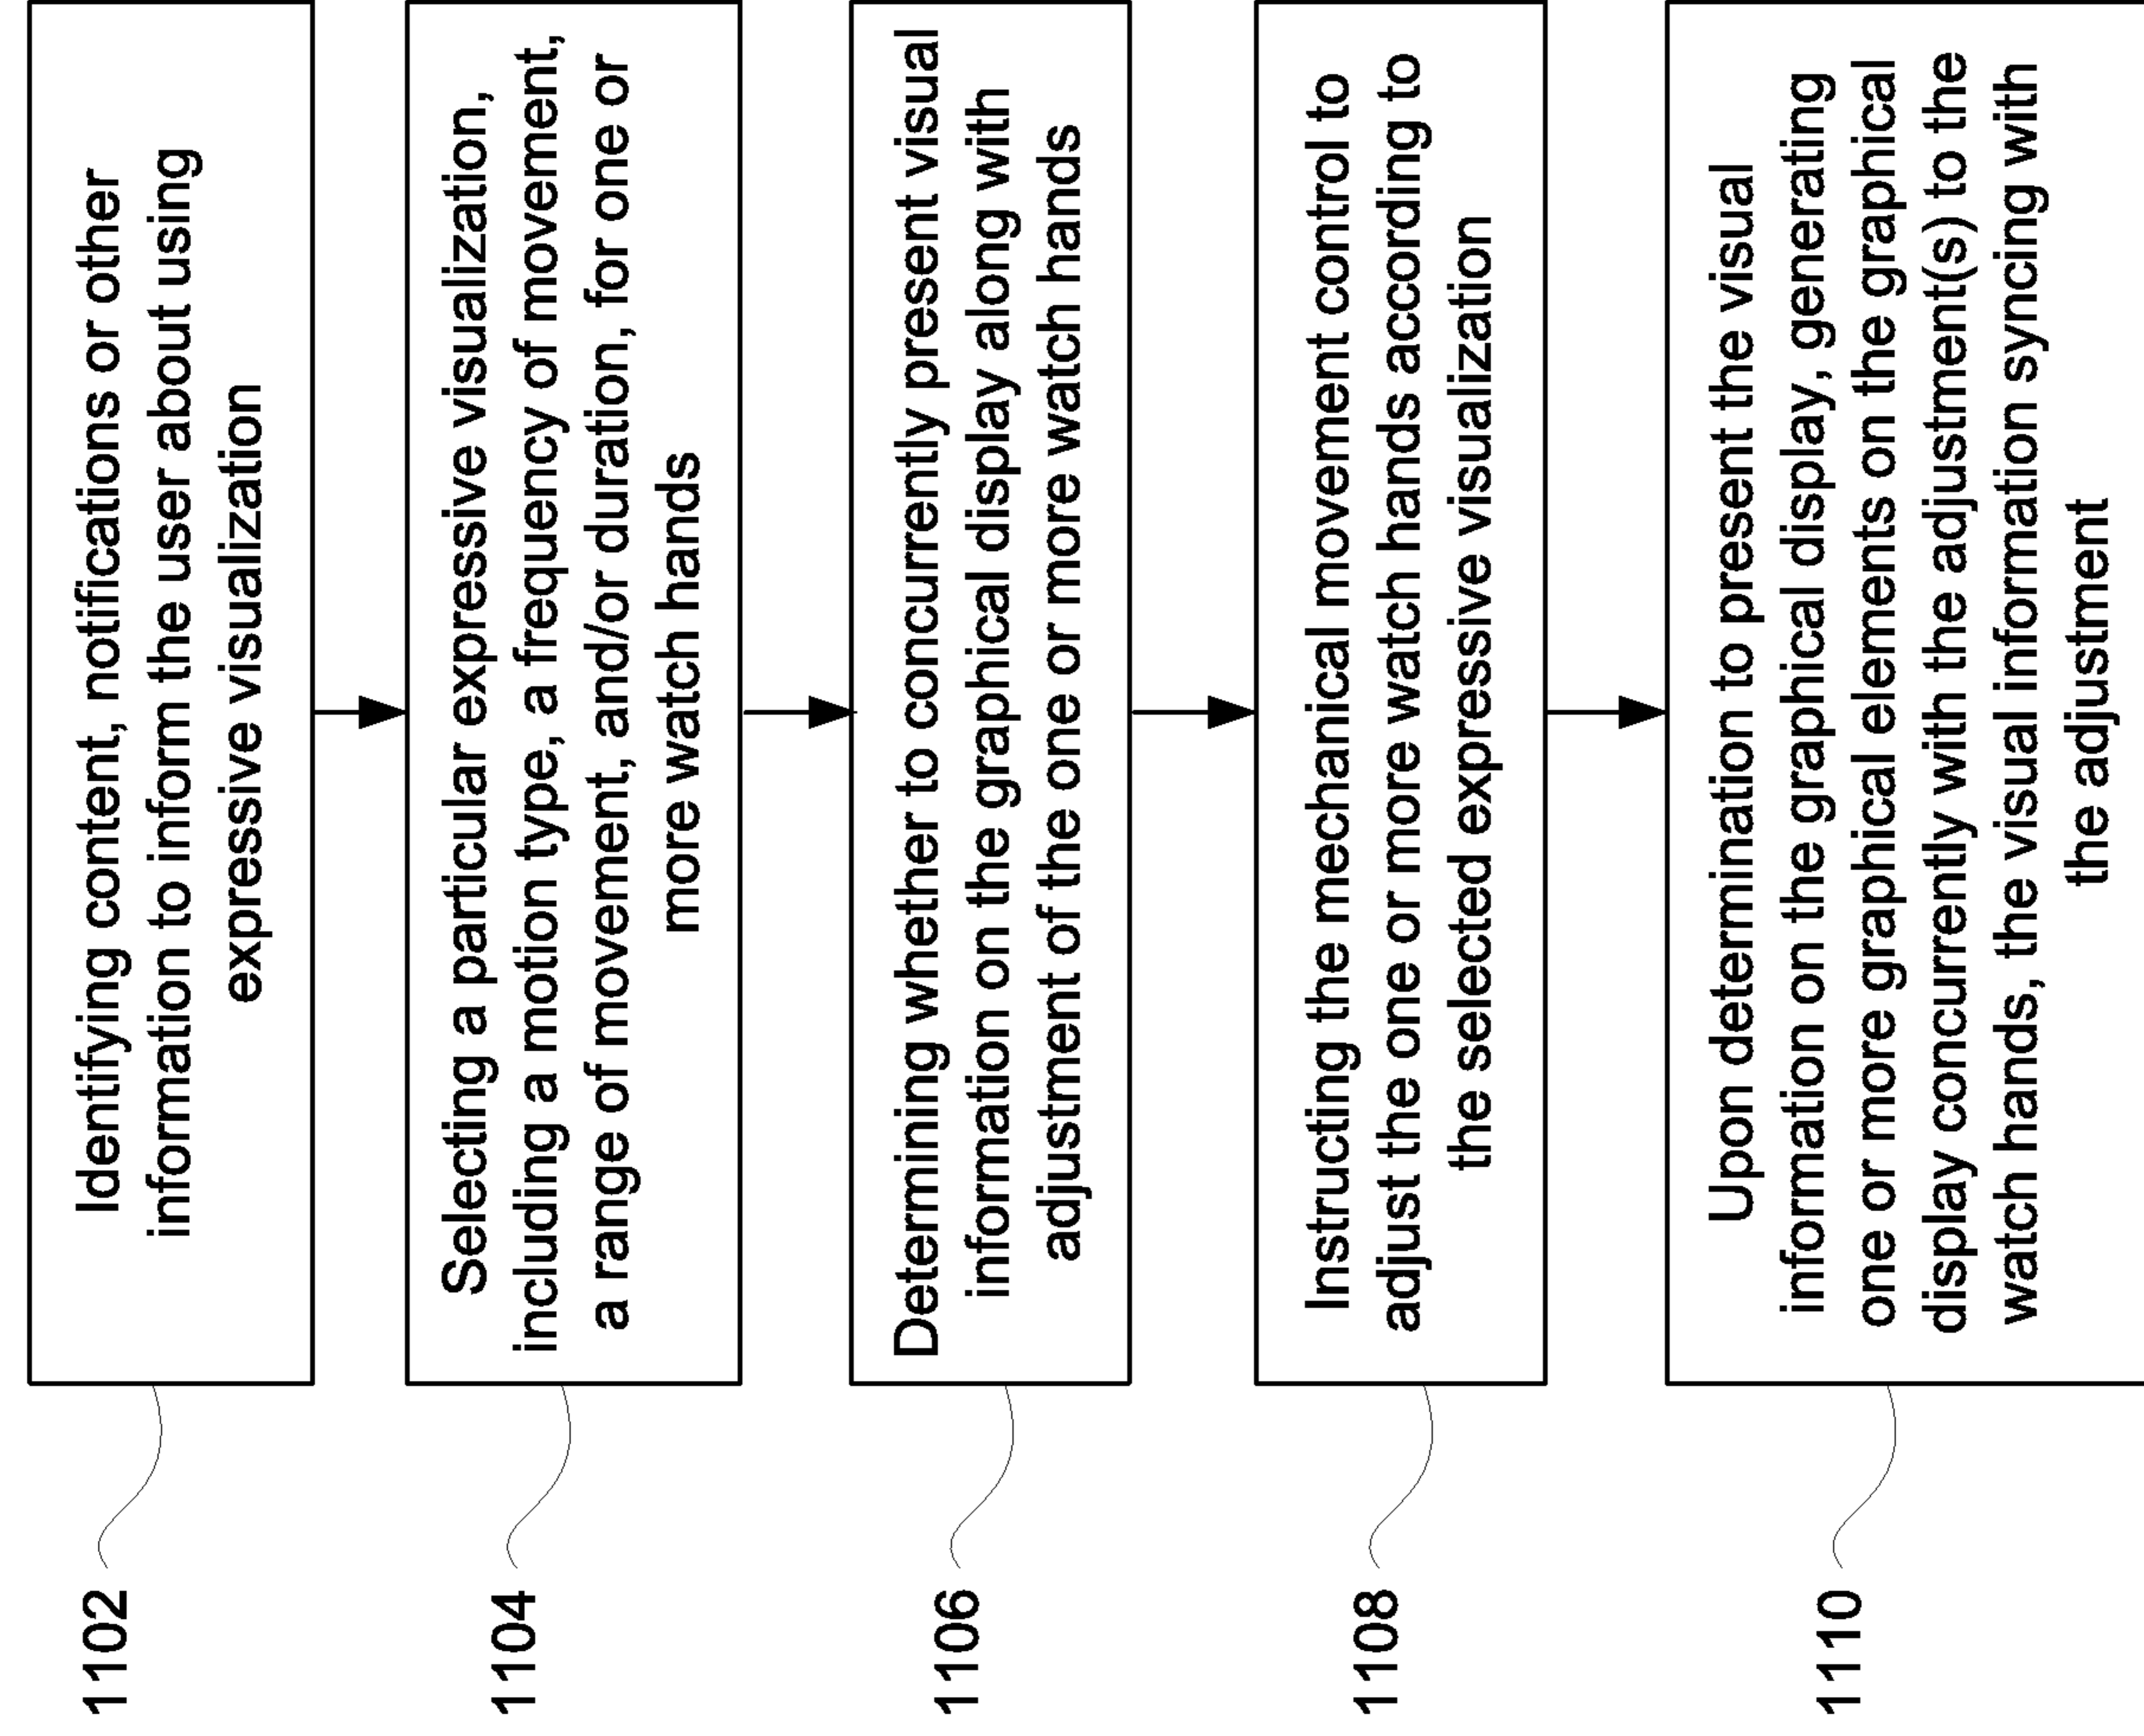 1102
Identifying content, notifications or other
information to inform the user about using
expressive visualization
1104
Selecting a particular expressive visualization,
including a motion type, a frequency of movement,
a range of movement, and/or duration, for one or
more watch hands
1106
Determining whether to concurrently present visual
information on the graphical display along with
adjustment of the one or more watch hands
1108
Instructing the mechanical movement control to
adjust the one or more watch hands according to
the selected expressive visualization
1110
Upon determination to present the visual
information on the graphical display, generating
one or more graphical elements on the graphical
display concurrently with the adjustment(s) to the
watch hands, the visual information syncing with
the adjustment